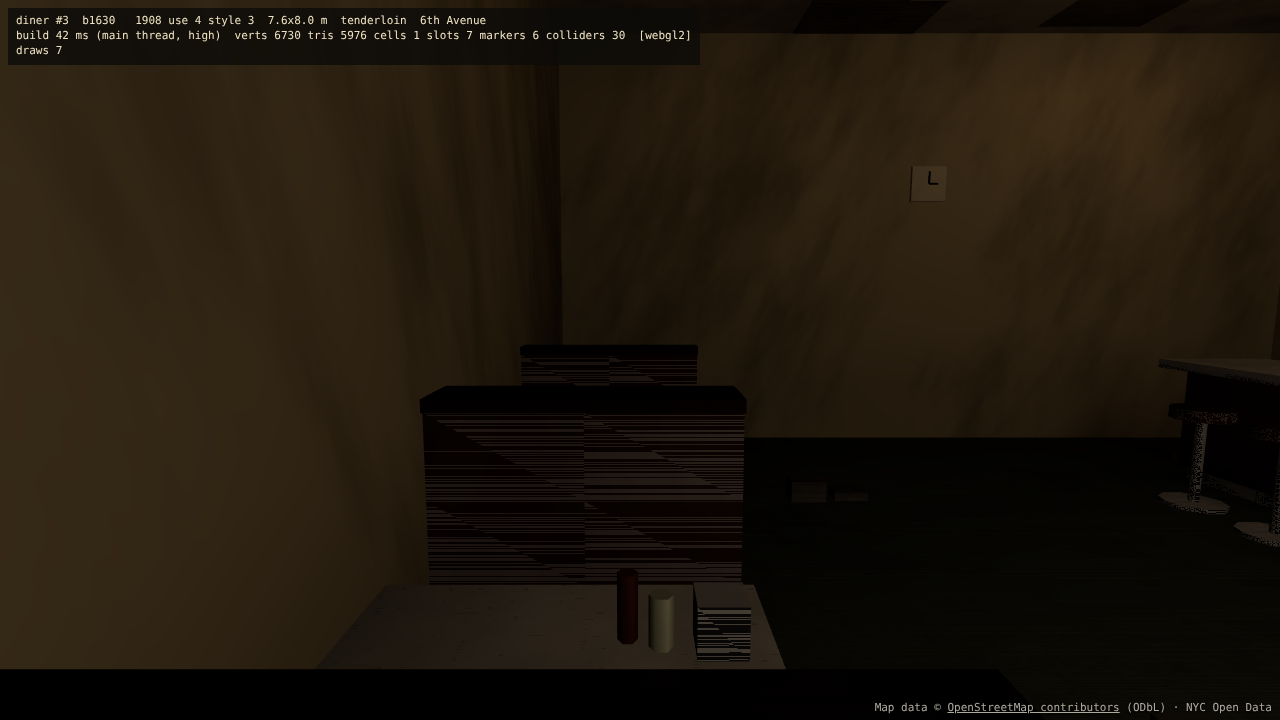 diner #3  b1630   1908 use 4 style 3  7.6x8.0 m  tenderloin  6th Avenue
build 42 ms (main thread, high)  verts 6730 tris 5976 cells 1 slots 7 markers 6 colliders 30  [webgl2]
draws 7
Map data © OpenStreetMap contributors (ODbL) · NYC Open Data